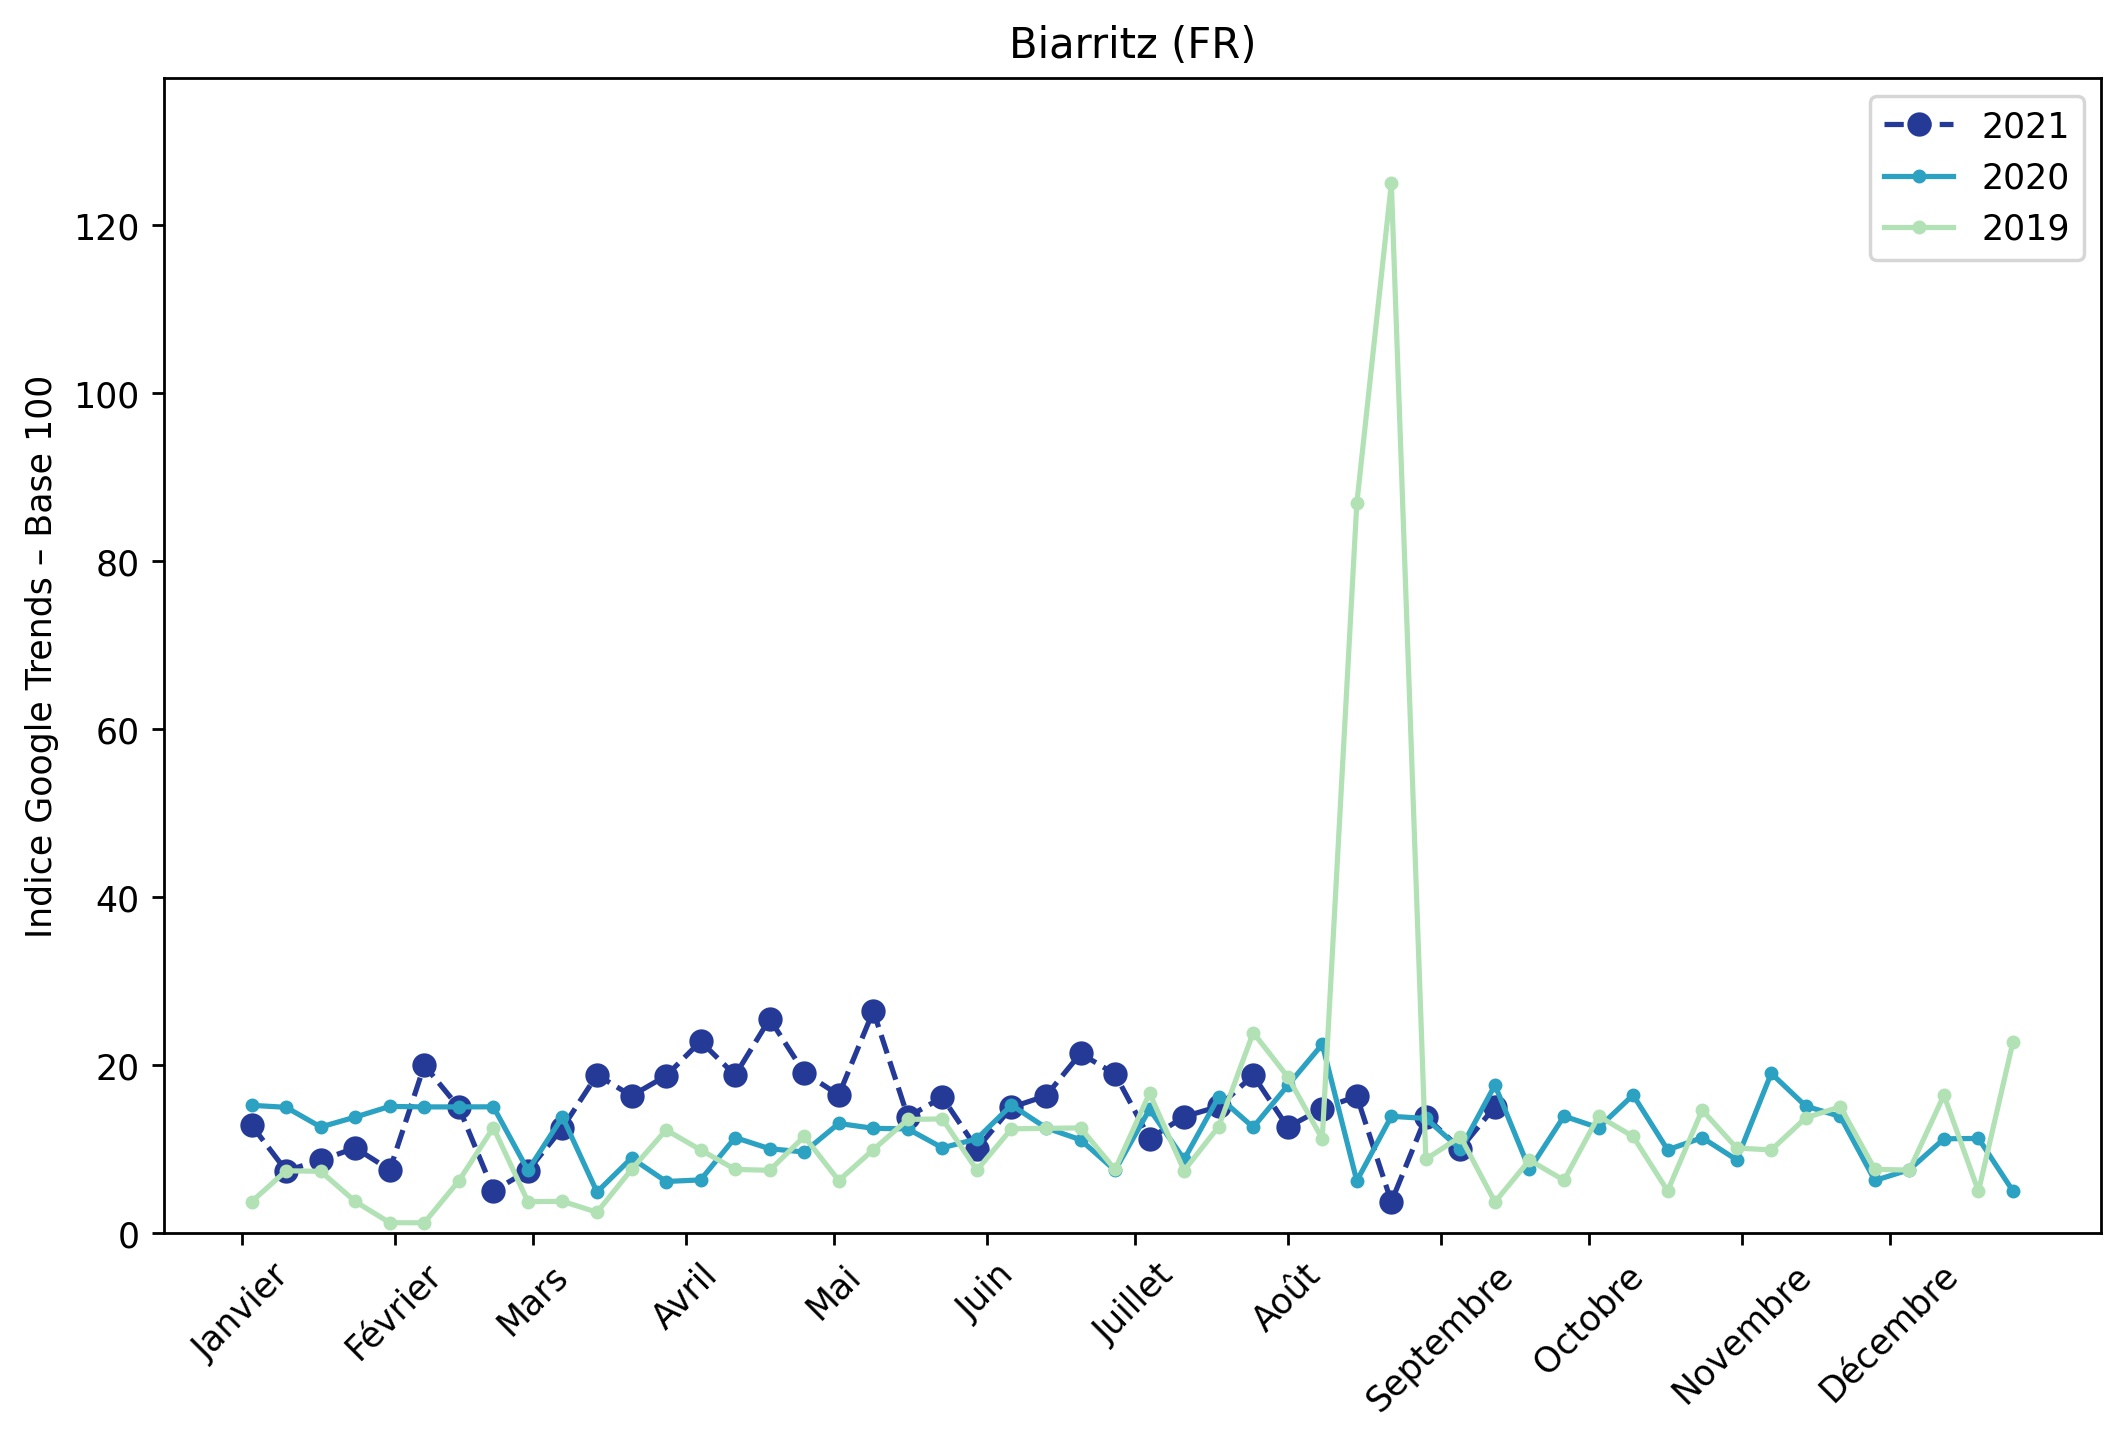 Biarritz (FR)
2021
2020
2019
Indice Google Trends – Base 100
120
100
80
60
40
20
0
Janvier
Février
Mars
Avril
Mai
Juin
Juillet
Août
Septembre
Octobre
Novembre
Décembre